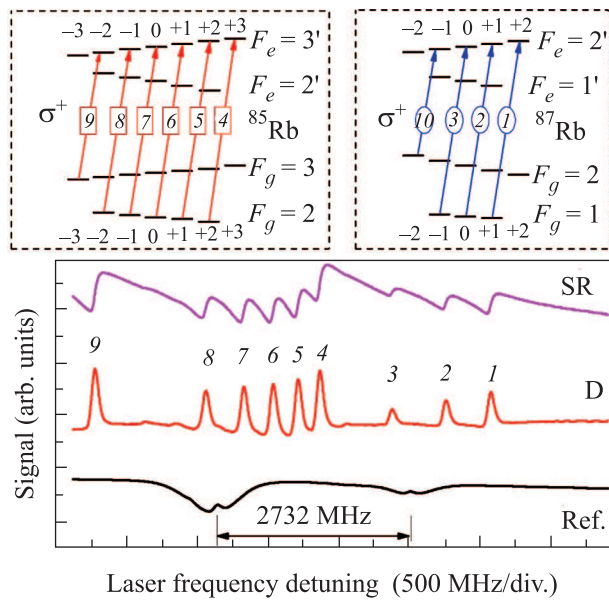 −3 −2 −1 0 +1 +2 +3
Fe = 3'
Fe = 2'
σ+
9 8 7 6 5 4
85Rb
Fg = 3
Fg = 2
−3 −2 −1 0 +1 +2 +3
−2 −1 0 +1 +2
Fe = 2'
Fe = 1'
σ+
10 3 2 1
87Rb
Fg = 2
Fg = 1
−2 −1 0 +1 +2
Signal (arb. units)
SR
9 8 7 6 5 4 3 2 1
D
2732 MHz
Ref.
Laser frequency detuning (500 MHz/div.)